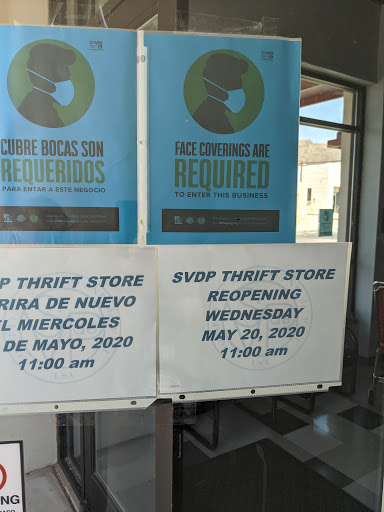 CUBRE BOCAS SON
REQUERIDOS
PARA ENTAR A ESTE NEGOCIO
FACE COVERINGS ARE
REQUIRED
TO ENTER THIS BUSINESS
P THRIFT STORE
RIRA DE NUEVO
EL MIERCOLES
DE MAYO, 2020
11:00 am
SVDP THRIFT STORE
REOPENING
WEDNESDAY
MAY 20, 2020
11:00 am
NG